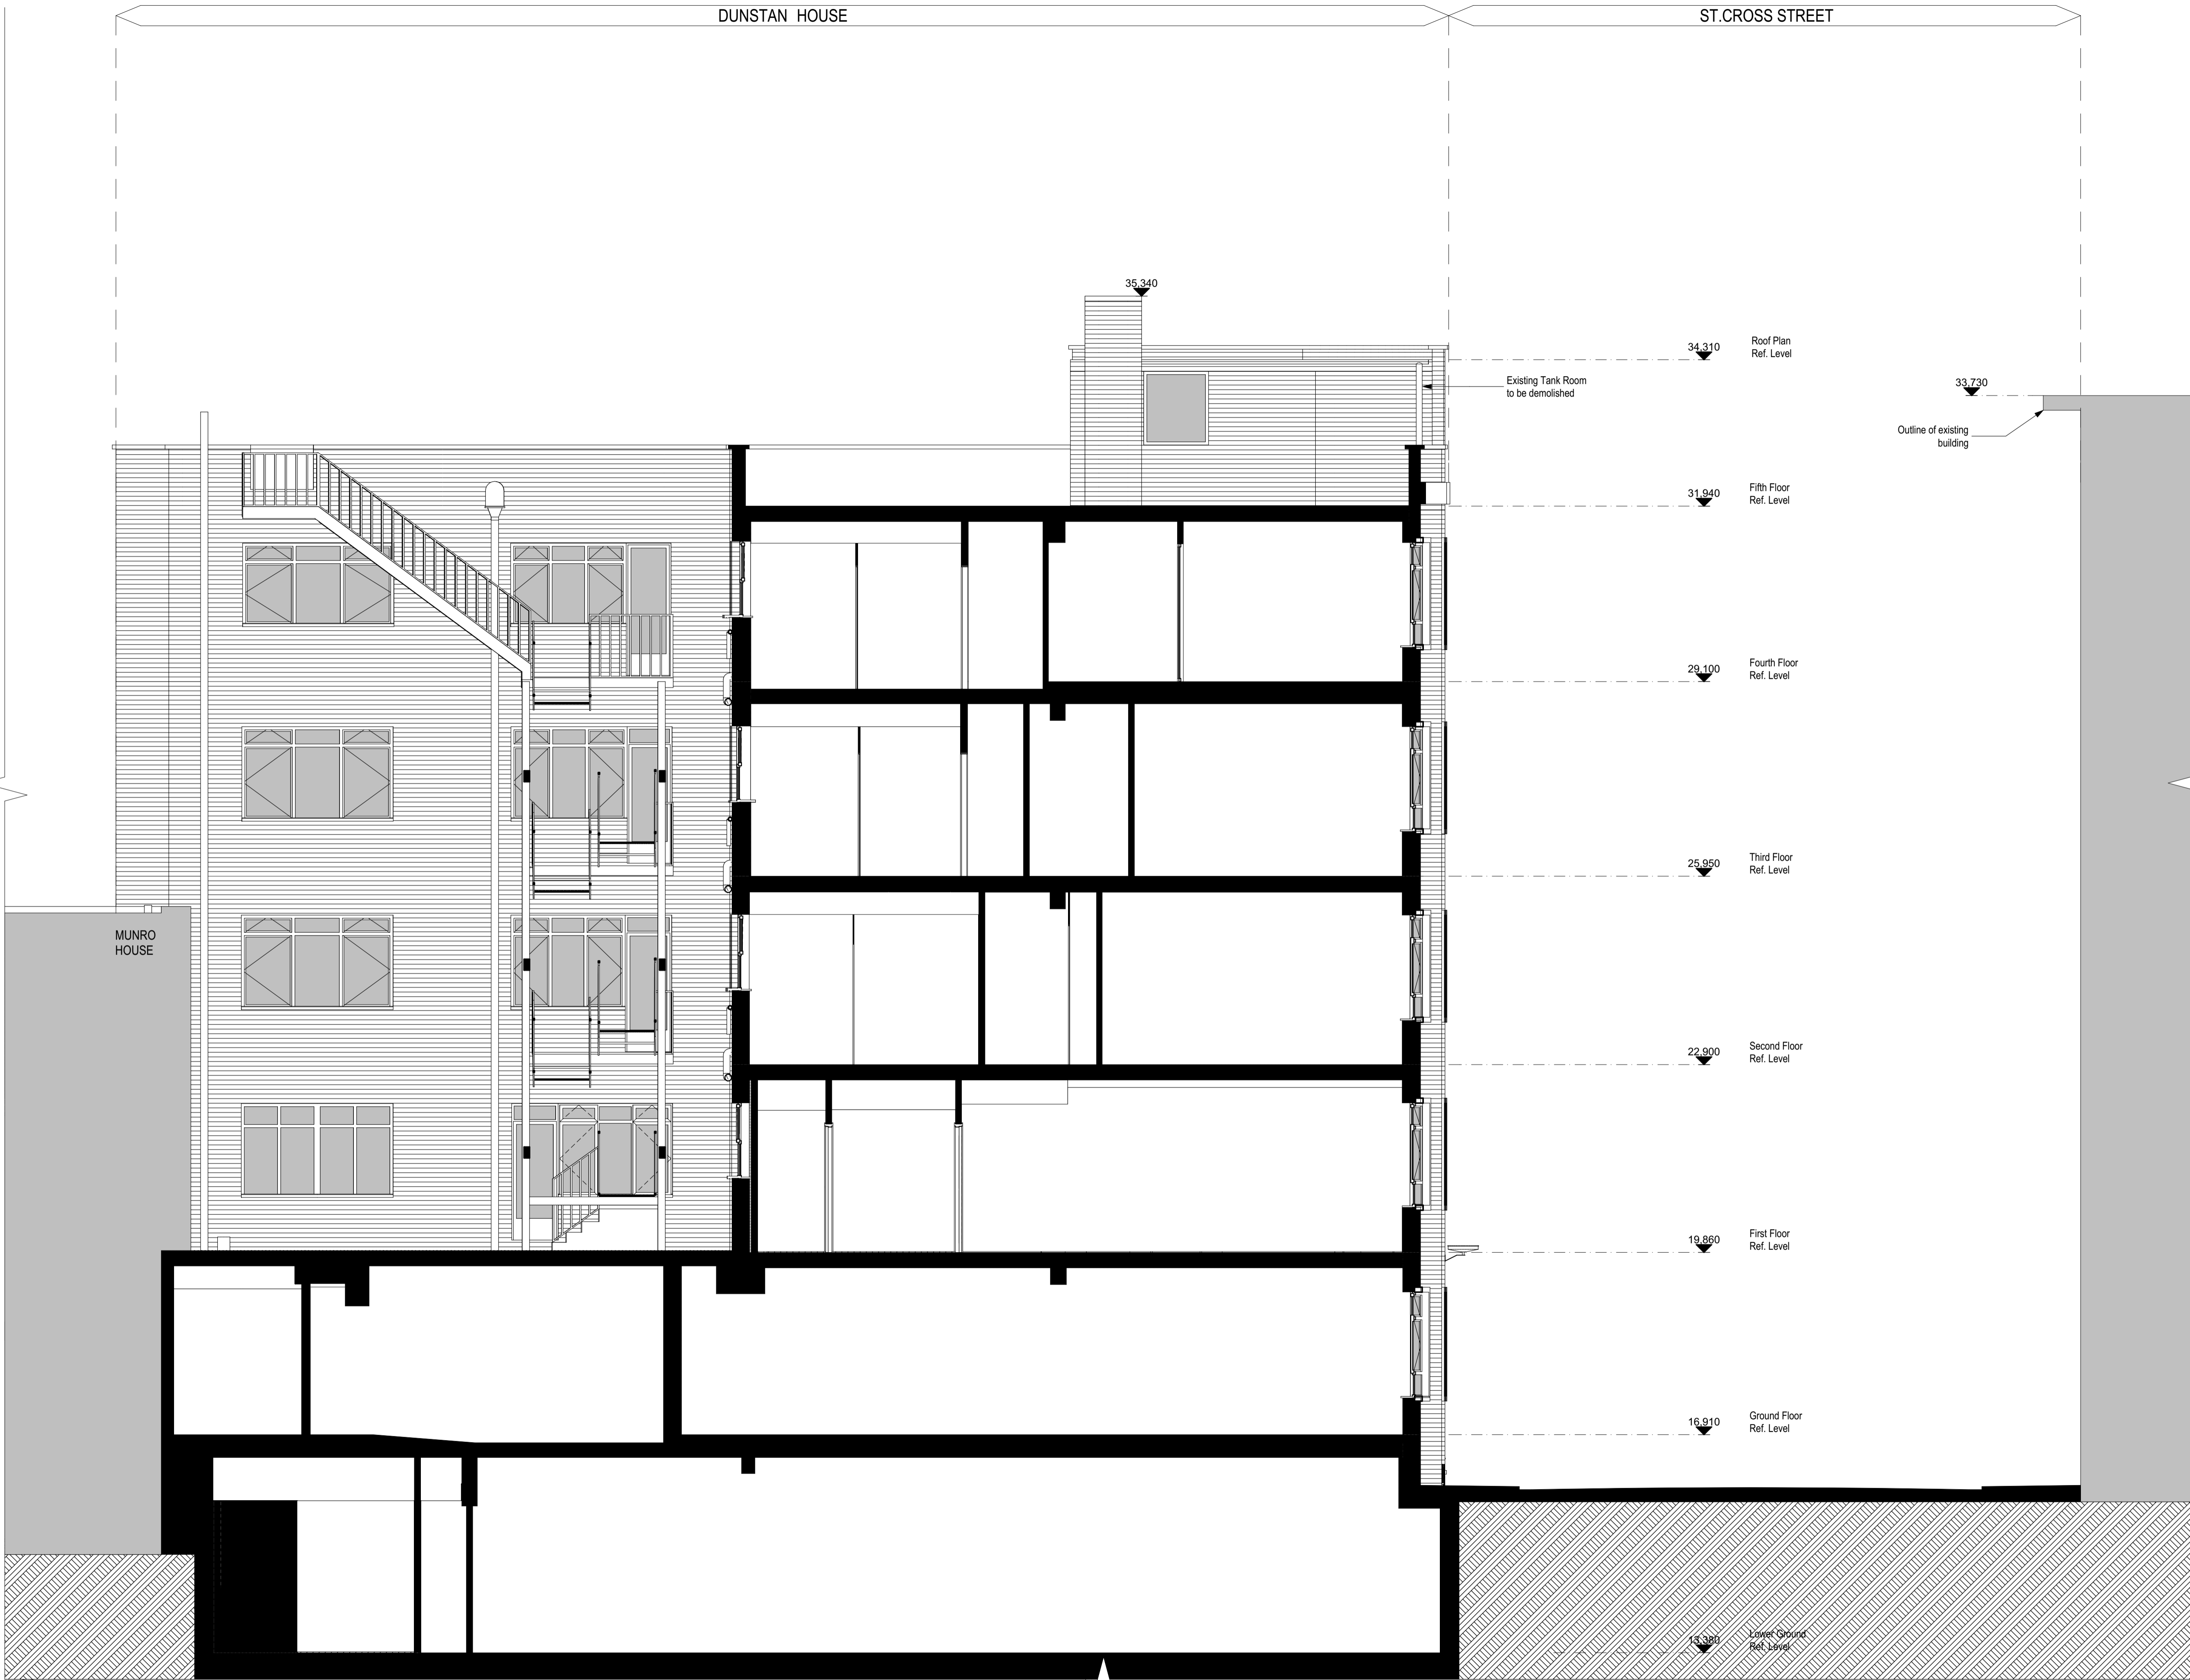 DUNSTAN HOUSE
ST.CROSS STREET
35,340
34,310
Roof Plan
Ref. Level
Existing Tank Room
to be demolished
33,730
Outline of existing
building
31,940
Fifth Floor
Ref. Level
29,100
Fourth Floor
Ref. Level
25,950
Third Floor
Ref. Level
MUNRO
HOUSE
22,900
Second Floor
Ref. Level
19,860
First Floor
Ref. Level
16,910
Ground Floor
Ref. Level
13,380
Lower Ground
Ref. Level